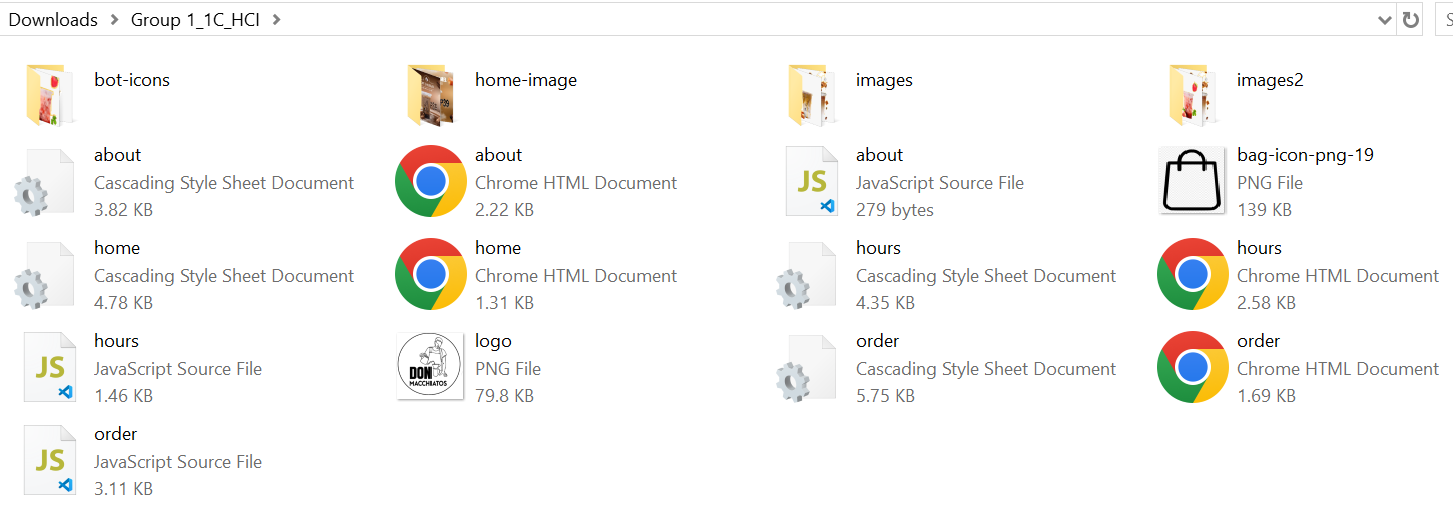 Downloads > Group 1_1C_HCI >
S
bot-icons
home-image
images
images2
about
Cascading Style Sheet Document
3.82 KB
about
Chrome HTML Document
2.22 KB
about
JavaScript Source File
279 bytes
JS
bag-icon-png-19
PNG File
139 KB
home
Cascading Style Sheet Document
4.78 KB
home
Chrome HTML Document
1.31 KB
hours
Cascading Style Sheet Document
4.35 KB
hours
Chrome HTML Document
2.58 KB
hours
JavaScript Source File
1.46 KB
JS
logo
PNG File
79.8 KB
DON
MACCHIATOS
order
Cascading Style Sheet Document
5.75 KB
order
Chrome HTML Document
1.69 KB
order
JavaScript Source File
3.11 KB
JS